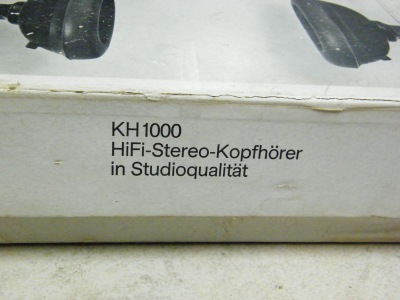 KH1000
HiFi-Stereo-Kopfhörer
in Studioqualität